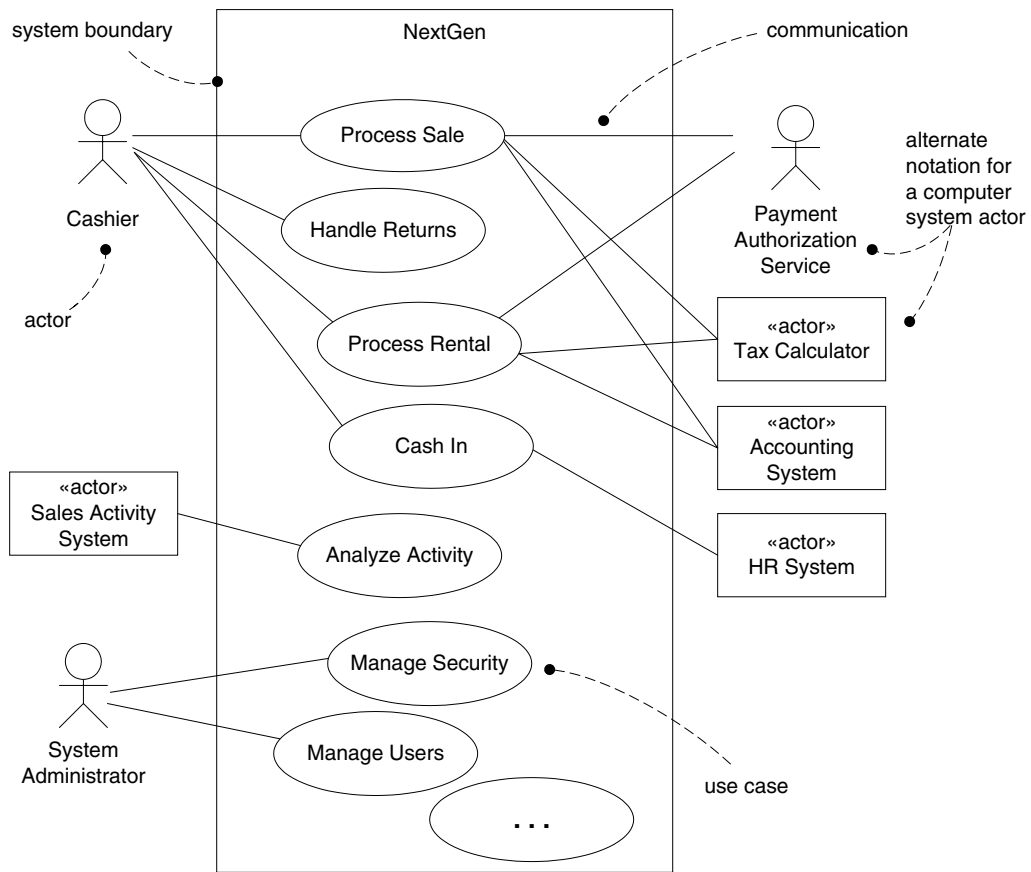 system boundary
NextGen
communication
Process Sale
alternate
notation for
a computer
system actor
Cashier
Handle Returns
Payment
Authorization
Service
actor
Process Rental
«actor»
Tax Calculator
Cash In
«actor»
Accounting
System
«actor»
Sales Activity
System
Analyze Activity
«actor»
HR System
Manage Security
System
Administrator
Manage Users
use case
. . .